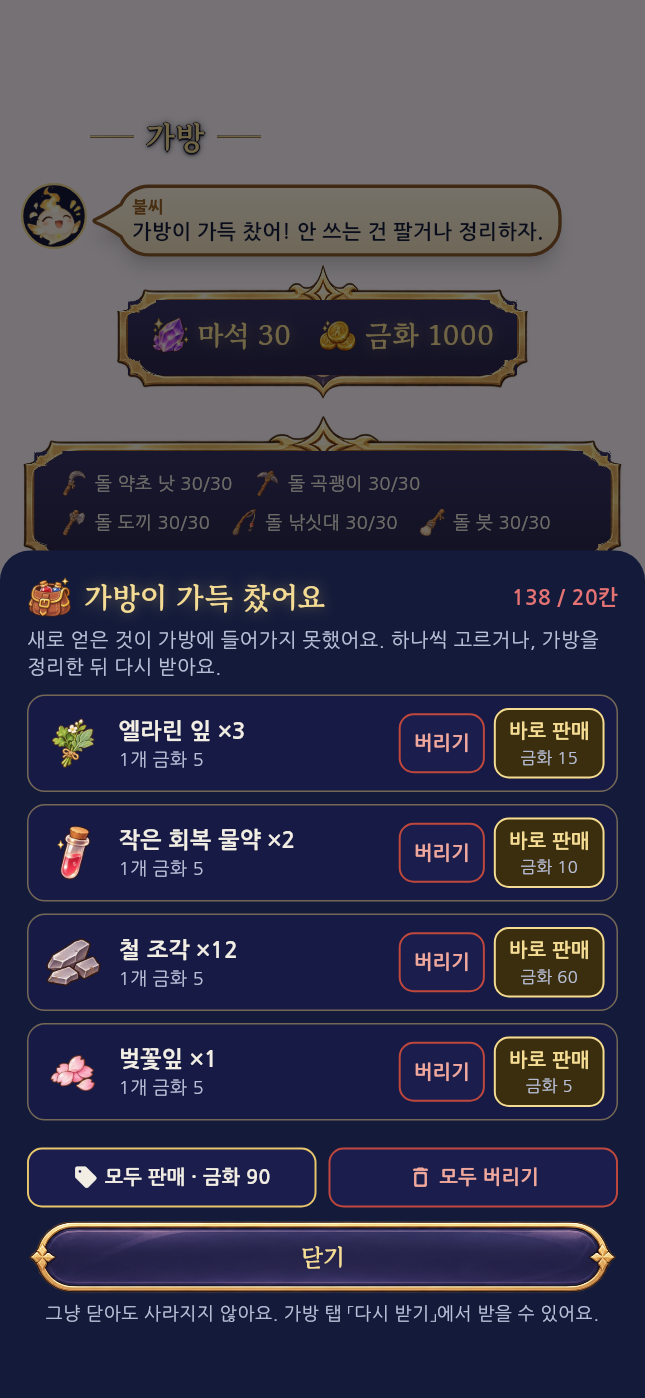 가방
불씨
가방이 가득 찼어! 안 쓰는 건 팔거나 정리하자.
마석 30 금화 1000
돌 약초 낫 30/30 돌 곡괭이 30/30
돌 도끼 30/30 돌 낚싯대 30/30 돌 붓 30/30
가방이 가득 찼어요 138 / 20칸
새로 얻은 것이 가방에 들어가지 못했어요. 하나씩 고르거나, 가방을
정리한 뒤 다시 받아요.
엘라린 잎 ×3
1개 금화 5
버리기
바로 판매
금화 15
작은 회복 물약 ×2
1개 금화 5
버리기
바로 판매
금화 10
철 조각 ×12
1개 금화 5
버리기
바로 판매
금화 60
벚꽃잎 ×1
1개 금화 5
버리기
바로 판매
금화 5
모두 판매 · 금화 90 모두 버리기
닫기
그냥 닫아도 사라지지 않아요. 가방 탭 「다시 받기」에서 받을 수 있어요.